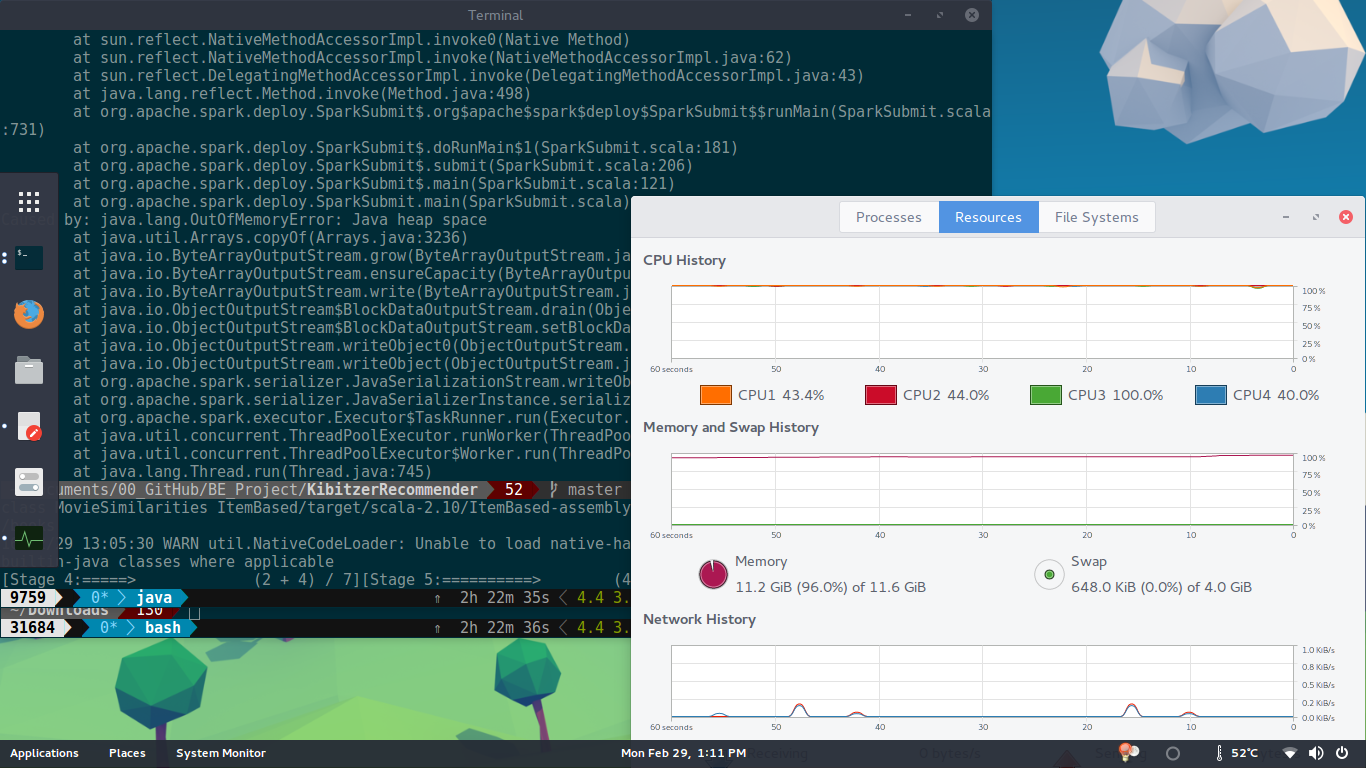 Terminal
at sun.reflect.NativeMethodAccessorImpl.invoke0(Native Method)
at sun.reflect.NativeMethodAccessorImpl.invoke(NativeMethodAccessorImpl.java:62)
at sun.reflect.DelegatingMethodAccessorImpl.invoke(DelegatingMethodAccessorImpl.java:43)
at java.lang.reflect.Method.invoke(Method.java:498)
at org.apache.spark.deploy.SparkSubmit$.org$apache$spark$deploy$SparkSubmit$$runMain(SparkSubmit.scala
:731)
at org.apache.spark.deploy.SparkSubmit$.doRunMain$1(SparkSubmit.scala:181)
at org.apache.spark.deploy.SparkSubmit$.submit(SparkSubmit.scala:206)
at org.apache.spark.deploy.SparkSubmit$.main(SparkSubmit.scala:121)
at org.apache.spark.deploy.SparkSubmit.main(SparkSubmit.scala)
by: java.lang.OutOfMemoryError: Java heap space
at java.util.Arrays.copyOf(Arrays.java:3236)
at java.io.ByteArrayOutputStream.grow(ByteArrayOutputStream.ja
at java.io.ByteArrayOutputStream.ensureCapacity(ByteArrayOutpu
at java.io.ByteArrayOutputStream.write(ByteArrayOutputStream.j
at java.io.ObjectOutputStream$BlockDataOutputStream.drain(Obje
at java.io.ObjectOutputStream$BlockDataOutputStream.setBlockDa
at java.io.ObjectOutputStream.writeObject0(ObjectOutputStream.
at java.io.ObjectOutputStream.writeObject(ObjectOutputStream.j
at org.apache.spark.serializer.JavaSerializationStream.writeOb
at org.apache.spark.serializer.JavaSerializerInstance.serializ
at org.apache.spark.executor.Executor$TaskRunner.run(Executor.
at java.util.concurrent.ThreadPoolExecutor.runWorker(ThreadPoo
at java.util.concurrent.ThreadPoolExecutor$Worker.run(ThreadPo
at java.lang.Thread.run(Thread.java:745)
cuments/00_GitHub/BE_Project/KibitzerRecommender 52 master
class MovieSimilarities ItemBased/target/scala-2.10/ItemBased-assembly
/29 13:05:30 WARN util.NativeCodeLoader: Unable to load native-ha
builtin-java classes where applicable
[Stage 4:=====> (2 + 4) / 7][Stage 5:==========> (4
9759 0* java ⇑ 2h 22m 35s 4.4 3.
~/Downloads 130
31684 0* bash ⇑ 2h 22m 36s 4.4 3.
Processes Resources File Systems
CPU History
100 %
75 %
50 %
25 %
0 %
60 seconds 50 40 30 20 10 0
CPU1 43.4% CPU2 44.0% CPU3 100.0% CPU4 40.0%
Memory and Swap History
100 %
75 %
50 %
25 %
0 %
60 seconds 50 40 30 20 10 0
Memory
11.2 GiB (96.0%) of 11.6 GiB
Swap
648.0 KiB (0.0%) of 4.0 GiB
Network History
1.0 KiB/s
0.8 KiB/s
0.5 KiB/s
0.2 KiB/s
0.0 KiB/s
60 seconds 50 40 30 20 10 0
Receiving 0 bytes/s
Applications Places System Monitor Mon Feb 29, 1:11 PM 52°C